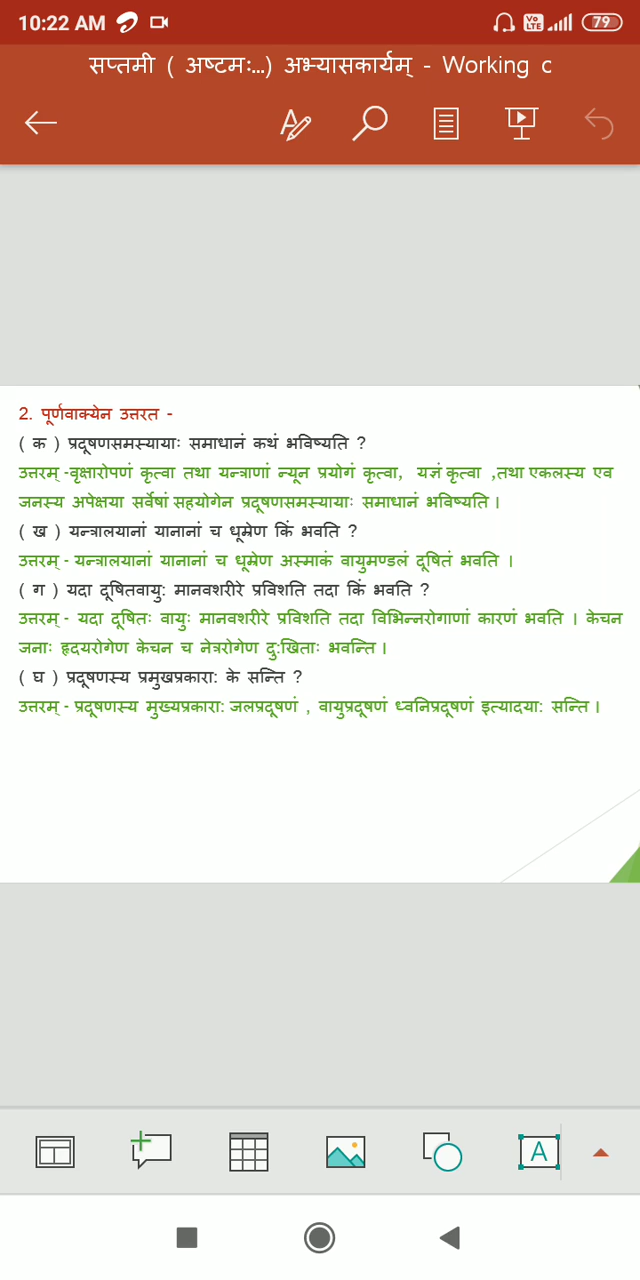 10:22 AM
Vo LTE
79
सप्तमी ( अष्टमः...) अभ्यासकार्यम् - Working c
2. पूर्णवाक्येन उत्तरत -
( क ) प्रदूषणसमस्यायाः समाधानं कथं भविष्यति ?
उत्तरम् -वृक्षारोपणं कृत्वा तथा यन्त्राणां न्यून प्रयोगं कृत्वा, यज्ञं कृत्वा ,तथा एकलस्य एव
जनस्य अपेक्षया सर्वेषां सहयोगेन प्रदूषणसमस्यायाः समाधानं भविष्यति ।
( ख ) यन्त्रालयानां यानानां च धूम्रेण किं भवति ?
उत्तरम् - यन्त्रालयानां यानानां च धूम्रेण अस्माकं वायुमण्डलं दूषितं भवति ।
( ग ) यदा दूषितवायु: मानवशरीरे प्रविशति तदा किं भवति ?
उत्तरम् - यदा दूषितः वायुः मानवशरीरे प्रविशति तदा विभिन्नरोगाणां कारणं भवति । केचन
जनाः हृदयरोगेण केचन च नेत्ररोगेण दु:खिताः भवन्ति ।
( घ ) प्रदूषणस्य प्रमुखप्रकारा: के सन्ति ?
उत्तरम् - प्रदूषणस्य मुख्यप्रकारा: जलप्रदूषणं , वायुप्रदूषणं ध्वनिप्रदूषणं इत्यादया: सन्ति ।